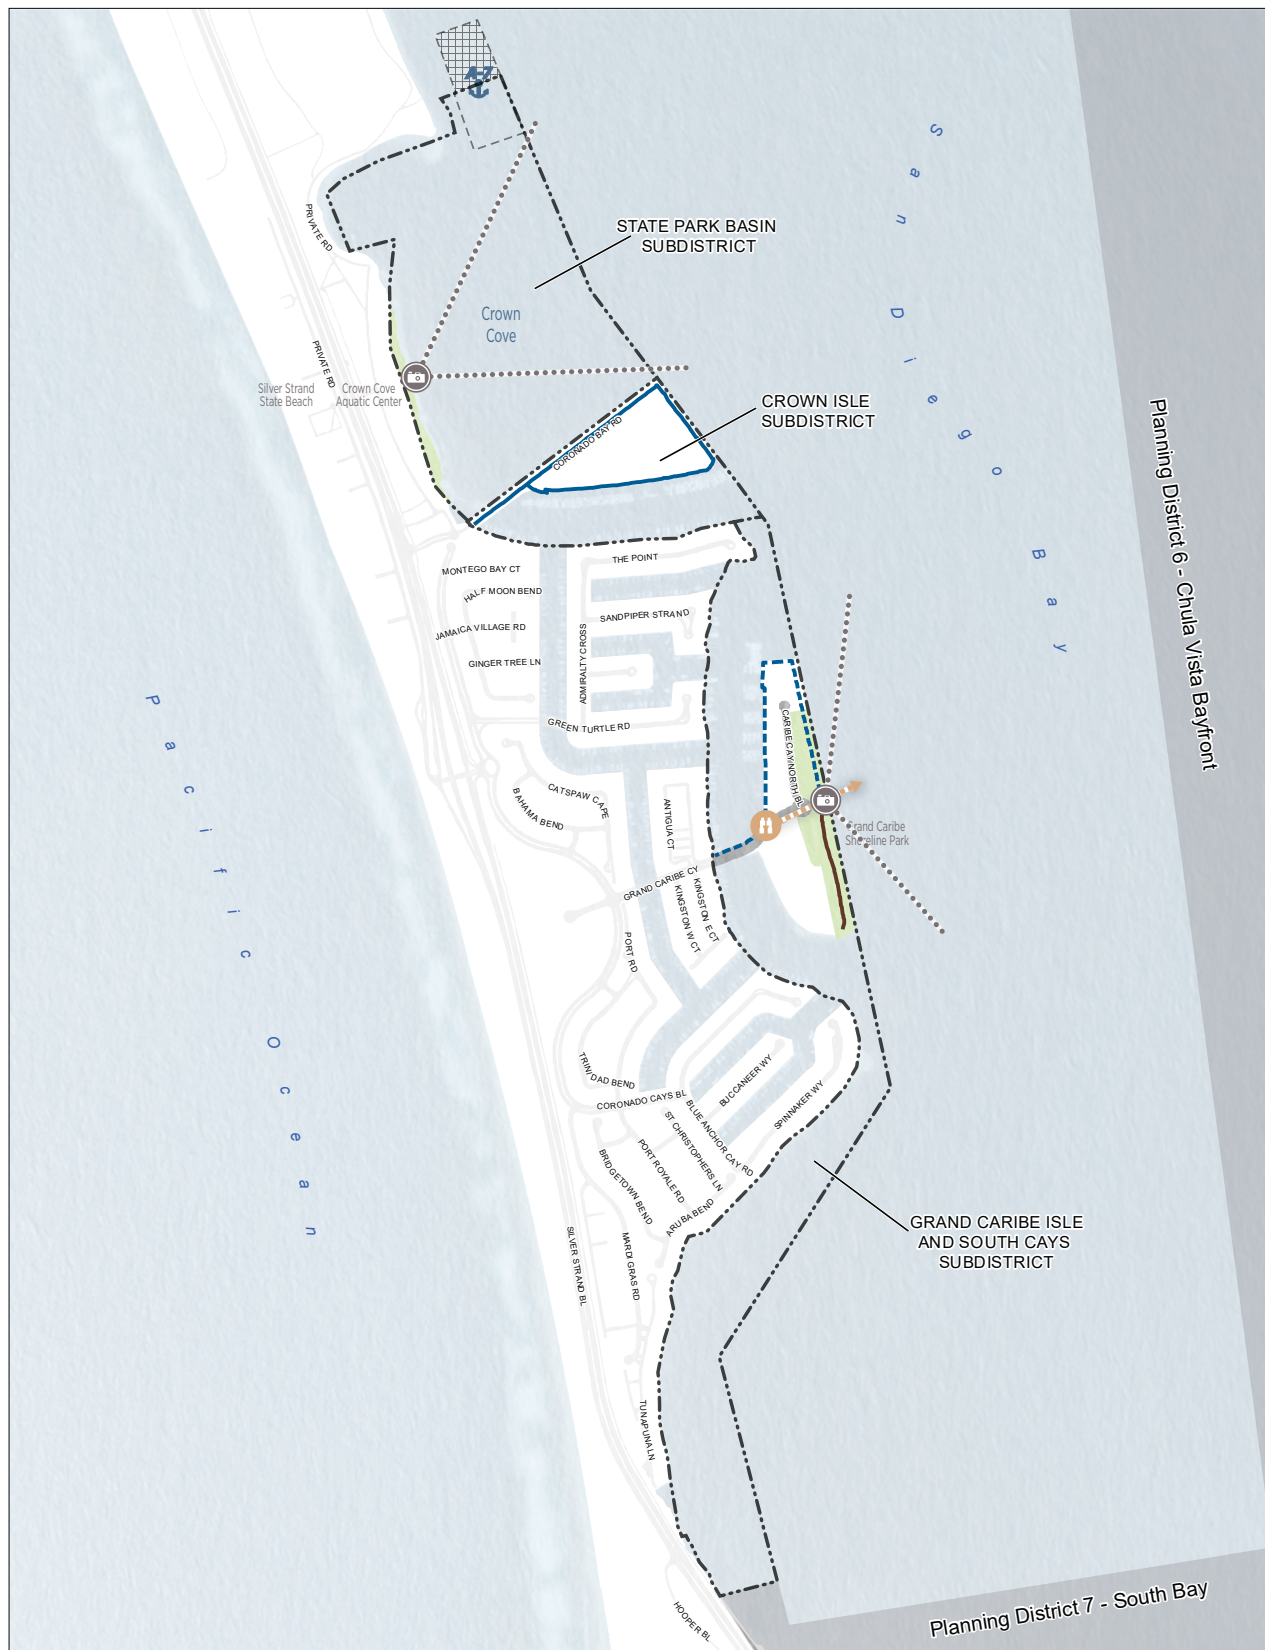 A-7
San Diego Bay
PRIVATE RD
STATE PARK BASIN
SUBDISTRICT
Crown
Cove
PRIVATE RD
Silver Strand
State Beach
Crown Cove
Aquatic Center
CROWN ISLE
SUBDISTRICT
CORONADO BAY RD
Planning District 6 - Chula Vista Bayfront
THE POINT
MONTEGO BAY CT
HALF MOON BEND
SANDPIPER STRAND
JAMAICA VILLAGE RD
ADMIRALTY CROSS
GINGER TREE LN
GREEN TURTLE RD
Pacific Ocean
CARIBE CAY NORTH BL
CATSPAW CAPE
BAHAMA BEND
ANTIGUA CT
Grand Caribe
Shoreline Park
GRAND CARIBE CY
KINGSTON E CT
KINGSTON W CT
PORT RD
TRINIDAD BEND
CORONADO CAYS BL
BUCCANEER WY
SPINNAKER WY
BLUE ANCHOR CAY RD
ST. CHRISTOPHERS LN
PORT ROYALE RD
BRIDGETOWN BEND
ARUBA BEND
GRAND CARIBE ISLE
AND SOUTH CAYS
SUBDISTRICT
SILVER STRAND BL
MARDI GRAS RD
TUNAPUNA LN
HOOPER BL
Planning District 7 - South Bay